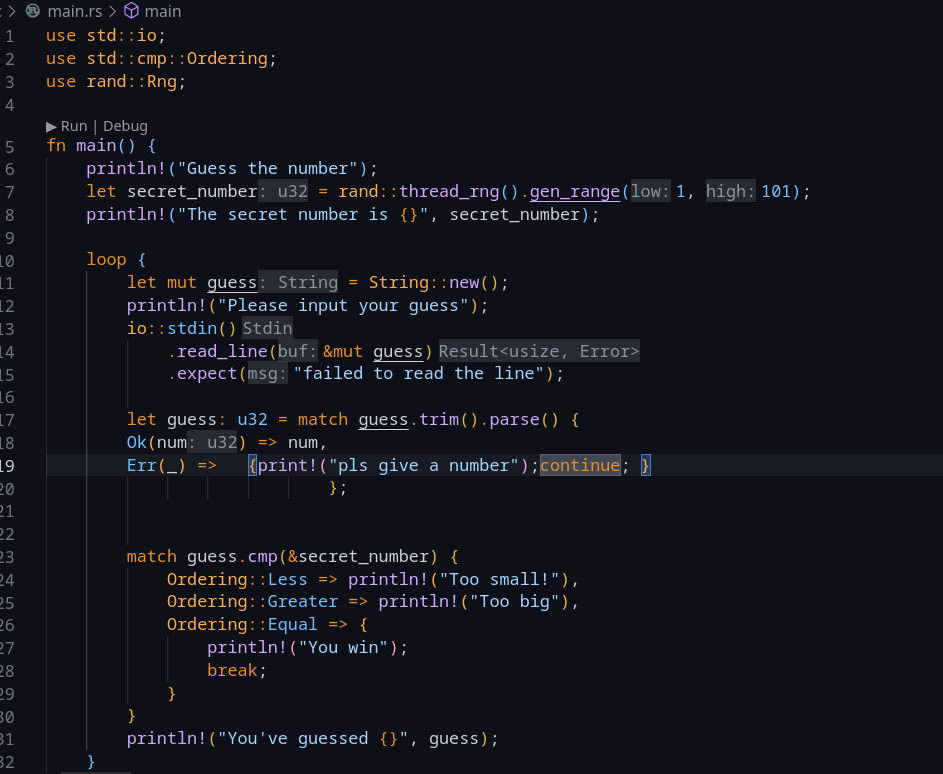 main.rs > main
1 use std::io;
2 use std::cmp::Ordering;
3 use rand::Rng;
4
▶ Run | Debug
5 fn main() {
6 println!("Guess the number");
7 let secret_number: u32 = rand::thread_rng().gen_range(low: 1, high: 101);
8 println!("The secret number is {}", secret_number);
9
10 loop {
11 let mut guess: String = String::new();
12 println!("Please input your guess");
13 io::stdin() Stdin
14 .read_line(buf: &mut guess) Result<usize, Error>
15 .expect(msg: "failed to read the line");
16
17 let guess: u32 = match guess.trim().parse() {
18 Ok(num: u32) => num,
19 Err(_) => {print!("pls give a number");continue; }
20 };
21
22
23 match guess.cmp(&secret_number) {
24 Ordering::Less => println!("Too small!"),
25 Ordering::Greater => println!("Too big"),
26 Ordering::Equal => {
27 println!("You win");
28 break;
29 }
30 }
31 println!("You've guessed {}", guess);
32 }